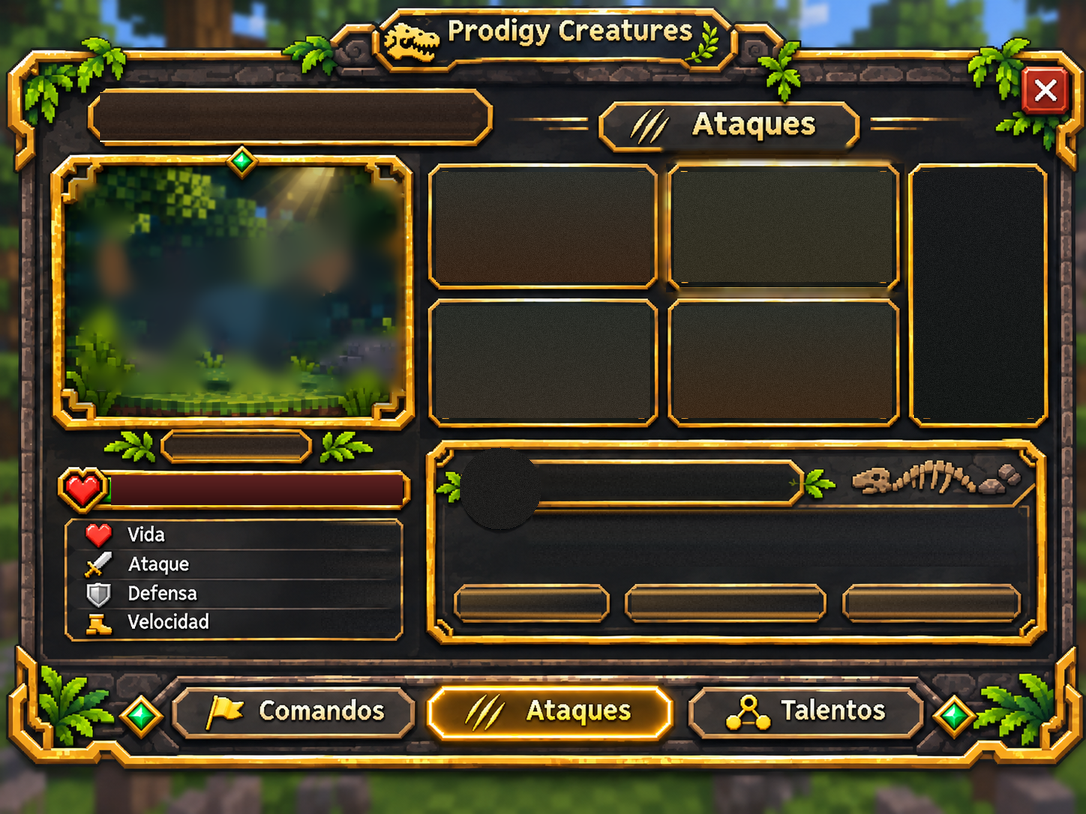 Prodigy Creatures
Ataques
Vida
Ataque
Defensa
Velocidad
Comandos
Ataques
Talentos